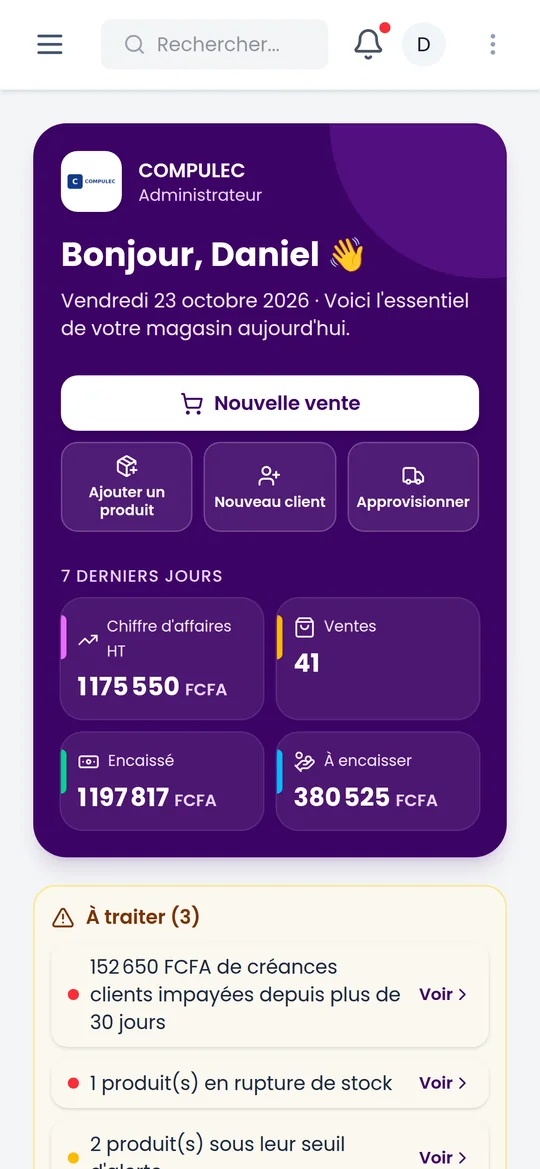 Rechercher...
D
C COMPULEC
COMPULEC
Administrateur
Bonjour, Daniel 👋
Vendredi 23 octobre 2026 · Voici l'essentiel
de votre magasin aujourd'hui.
Nouvelle vente
Ajouter un
produit
Nouveau client
Approvisionner
7 DERNIERS JOURS
Chiffre d'affaires
HT
1 175 550 FCFA
Ventes
41
Encaissé
1 197 817 FCFA
À encaisser
380 525 FCFA
À traiter (3)
152 650 FCFA de créances
clients impayées depuis plus de
30 jours
Voir
1 produit(s) en rupture de stock
Voir
2 produit(s) sous leur seuil
d'alerte
Voir